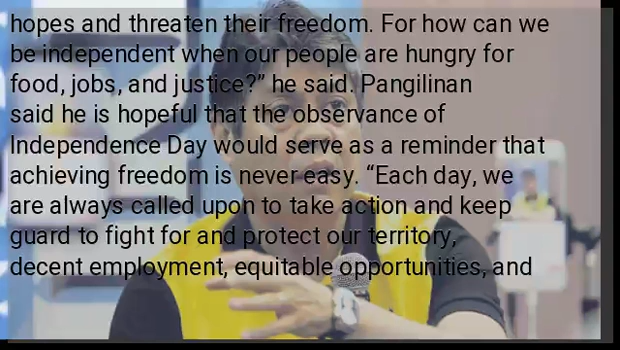 hopes and threaten their freedom. For how can we
be independent when our people are hungry for
food, jobs, and justice?” he said. Pangilinan
said he is hopeful that the observance of
Independence Day would serve as a reminder that
achieving freedom is never easy. “Each day, we
are always called upon to take action and keep
guard to fight for and protect our territory,
decent employment, equitable opportunities, and